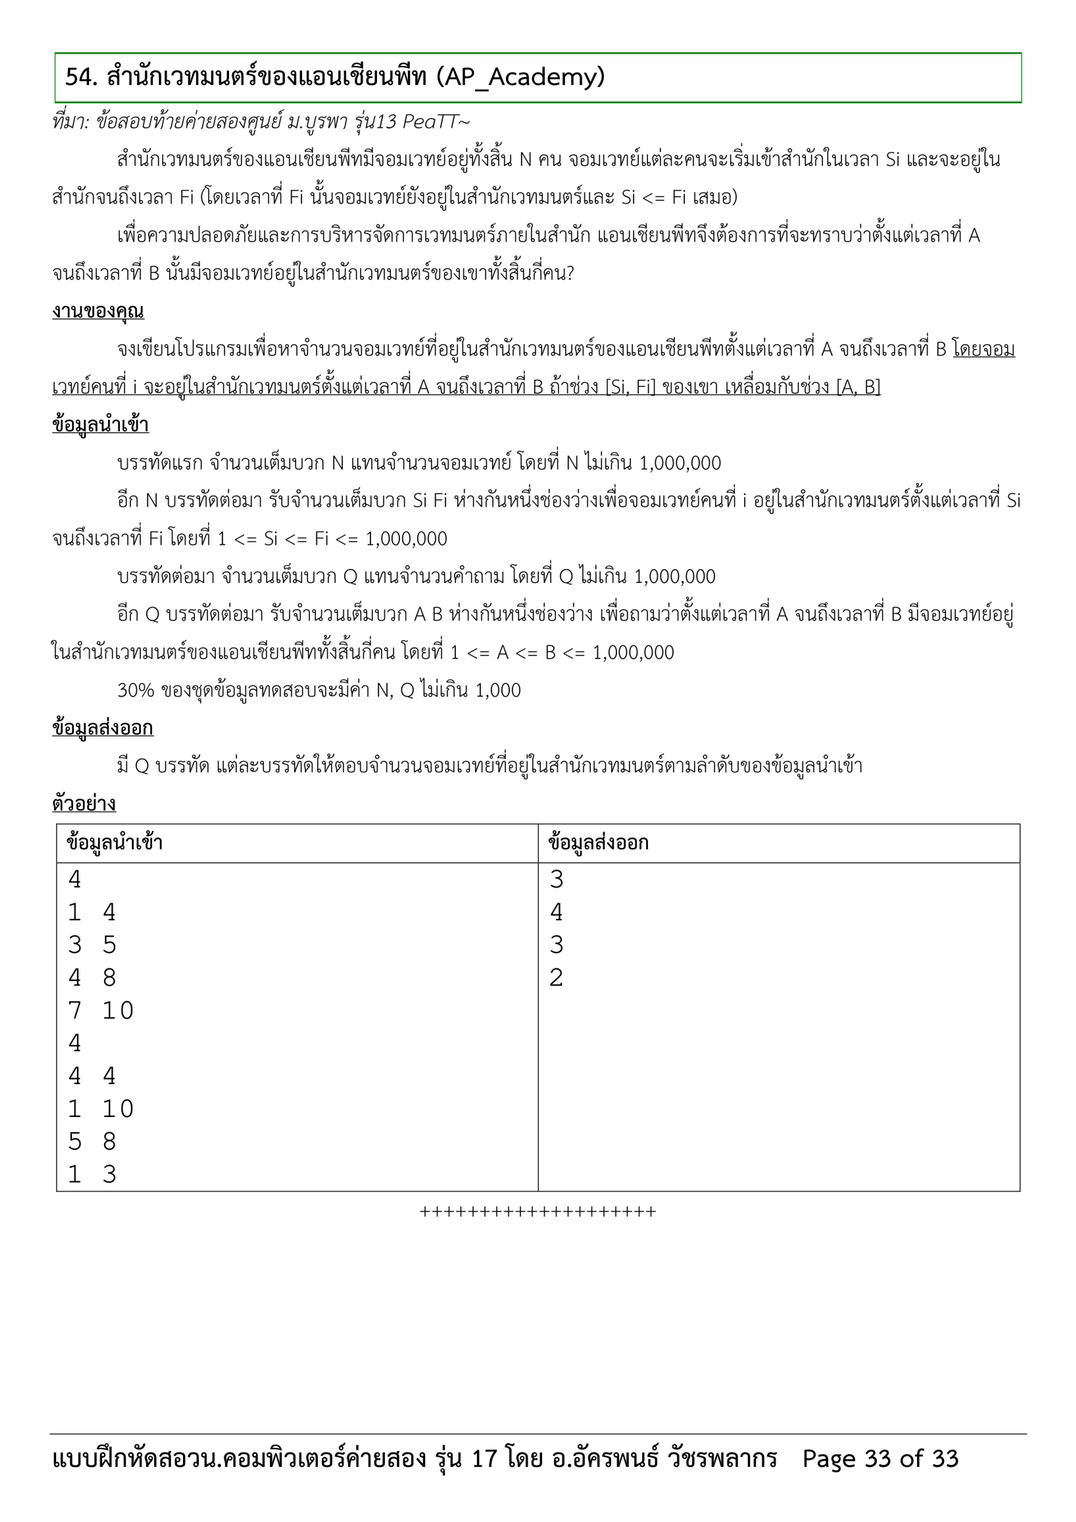 54. สำนักเวทมนตร์ของแอนเชียนพีท (AP_Academy)
ที่มา: ข้อสอบท้ายค่ายสองศูนย์ ม.บูรพา รุ่น13 PeaTT~
สำนักเวทมนตร์ของแอนเชียนพีทมีจอมเวทย์อยู่ทั้งสิ้น N คน จอมเวทย์แต่ละคนจะเริ่มเข้าสำนักในเวลา Si และจะอยู่ใน
สำนักจนถึงเวลา Fi (โดยเวลาที่ Fi นั้นจอมเวทย์ยังอยู่ในสำนักเวทมนตร์และ Si <= Fi เสมอ)
เพื่อความปลอดภัยและการบริหารจัดการเวทมนตร์ภายในสำนัก แอนเชียนพีทจึงต้องการที่จะทราบว่าตั้งแต่เวลาที่ A
จนถึงเวลาที่ B นั้นมีจอมเวทย์อยู่ในสำนักเวทมนตร์ของเขาทั้งสิ้นกี่คน?
งานของคุณ
จงเขียนโปรแกรมเพื่อหาจำนวนจอมเวทย์ที่อยู่ในสำนักเวทมนตร์ของแอนเชียนพีทตั้งแต่เวลาที่ A จนถึงเวลาที่ B โดยจอม
เวทย์คนที่ i จะอยู่ในสำนักเวทมนตร์ตั้งแต่เวลาที่ A จนถึงเวลาที่ B ถ้าช่วง [Si, Fi] ของเขา เหลื่อมกับช่วง [A, B]
ข้อมูลนำเข้า
บรรทัดแรก จำนวนเต็มบวก N แทนจำนวนจอมเวทย์ โดยที่ N ไม่เกิน 1,000,000
อีก N บรรทัดต่อมา รับจำนวนเต็มบวก Si Fi ห่างกันหนึ่งช่องว่างเพื่อจอมเวทย์คนที่ i อยู่ในสำนักเวทมนตร์ตั้งแต่เวลาที่ Si
จนถึงเวลาที่ Fi โดยที่ 1 <= Si <= Fi <= 1,000,000
บรรทัดต่อมา จำนวนเต็มบวก Q แทนจำนวนคำถาม โดยที่ Q ไม่เกิน 1,000,000
อีก Q บรรทัดต่อมา รับจำนวนเต็มบวก A B ห่างกันหนึ่งช่องว่าง เพื่อถามว่าตั้งแต่เวลาที่ A จนถึงเวลาที่ B มีจอมเวทย์อยู่
ในสำนักเวทมนตร์ของแอนเชียนพีททั้งสิ้นกี่คน โดยที่ 1 <= A <= B <= 1,000,000
30% ของชุดข้อมูลทดสอบจะมีค่า N, Q ไม่เกิน 1,000
ข้อมูลส่งออก
มี Q บรรทัด แต่ละบรรทัดให้ตอบจำนวนจอมเวทย์ที่อยู่ในสำนักเวทมนตร์ตามลำดับของข้อมูลนำเข้า
ตัวอย่าง
ข้อมูลนำเข้า
4
1 4
3 5
4 8
7 10
4
4 4
1 10
5 8
1 3
ข้อมูลส่งออก
3
4
3
2
++++++++++++++++++++
แบบฝึกหัดสอวน.คอมพิวเตอร์ค่ายสอง รุ่น 17 โดย อ.อัครพนธ์ วัชรพลากร Page 33 of 33